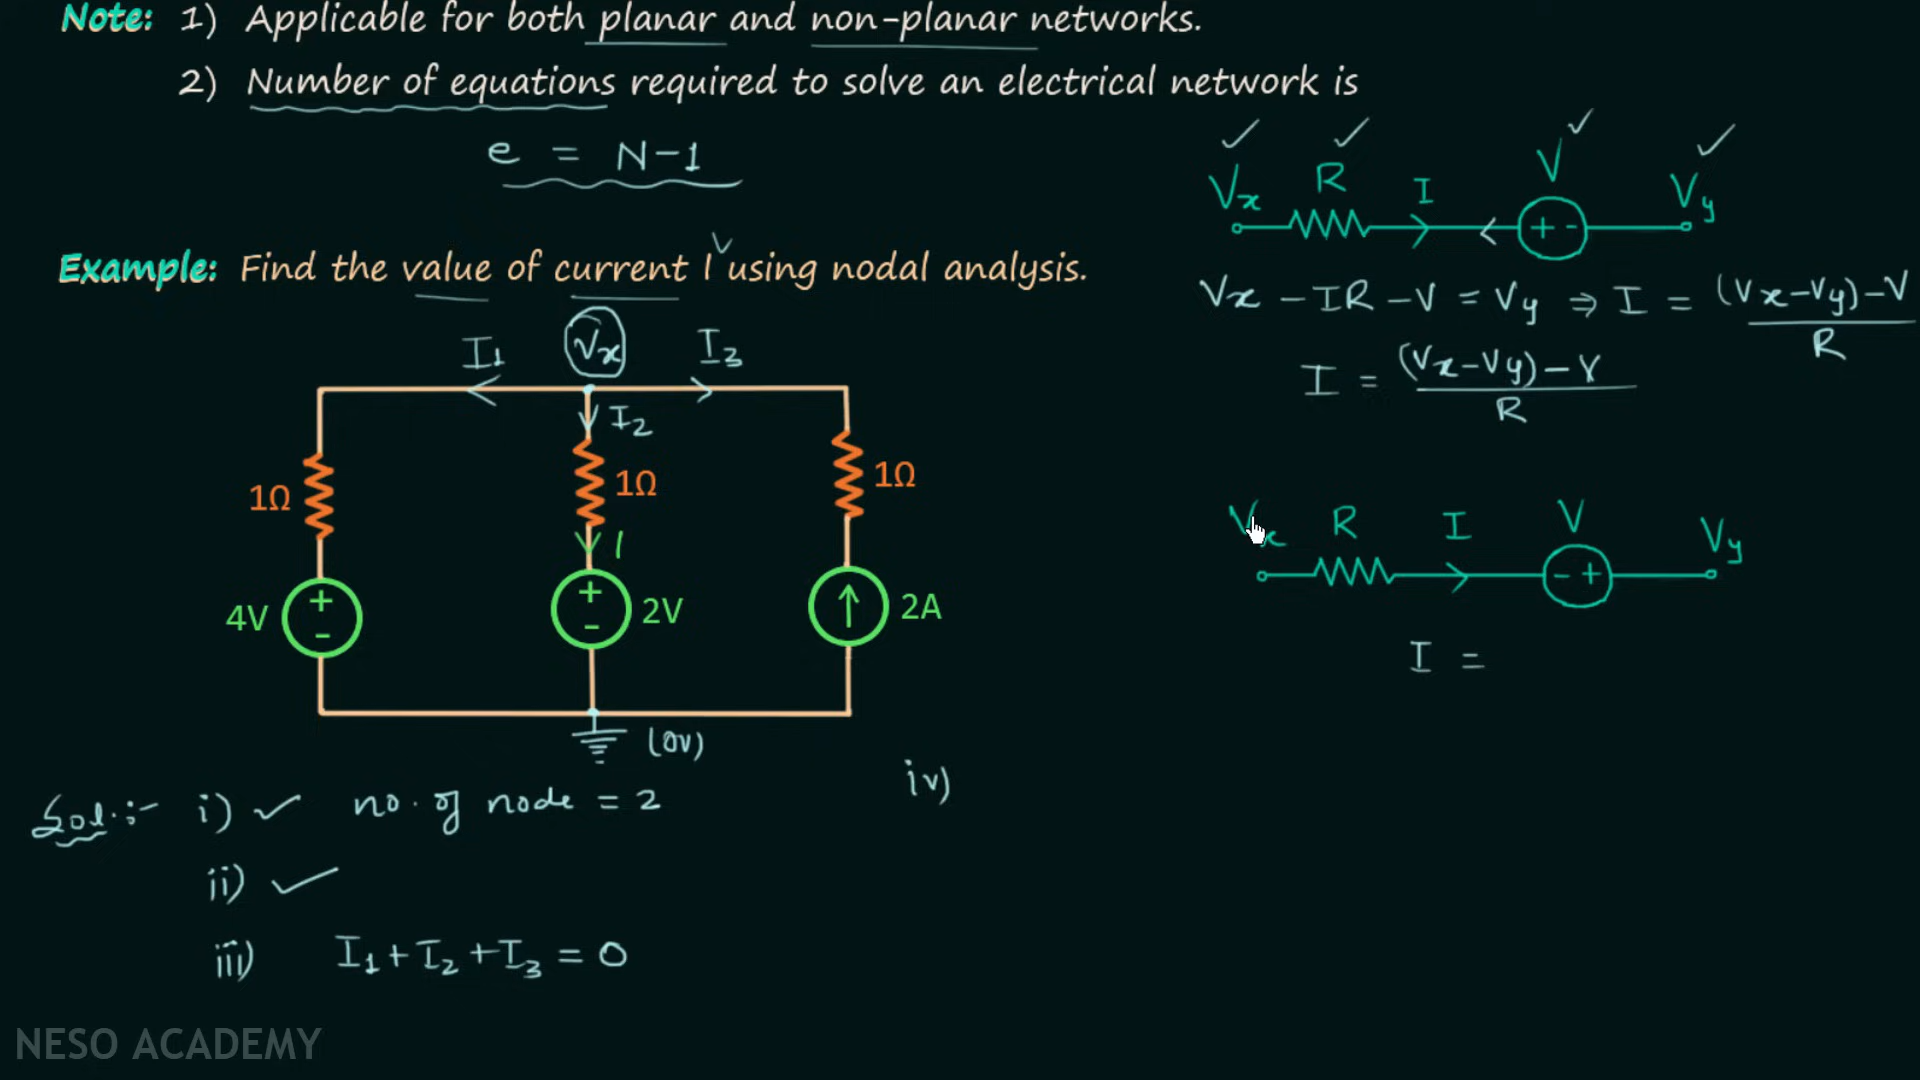 Note: 1) Applicable for both planar and non-planar networks.
2) Number of equations required to solve an electrical network is
e = N-1
Example: Find the value of current I using nodal analysis.
I1 Vx I3
I2
1Ω 1Ω 1Ω
I
4V + - + - 2V 2A
(0V)
Sol.:- i) ✓ no. of node = 2
ii) ✓
iii) I1 + I2 + I3 = 0
iv)
Vx R I V Vy
+ -
Vx - IR - V = Vy ⇒ I = (Vx-Vy)-V / R
I = (Vx-Vy)-V / R
Vx R I V Vy
- +
I =
NESO ACADEMY